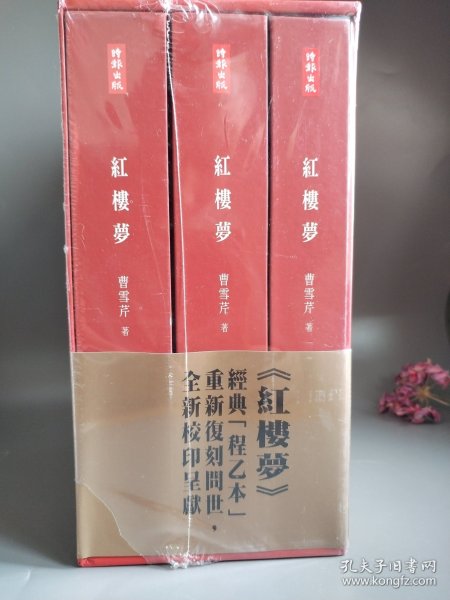 時報出版
紅樓夢
曹雪芹 著
時報出版
紅樓夢
曹雪芹 著
時報出版
紅樓夢
曹雪芹 著
《紅樓夢》
經典「程乙本」
重新復刻問世，
全新校印呈獻
孔夫子旧书网
www.kongfz.com